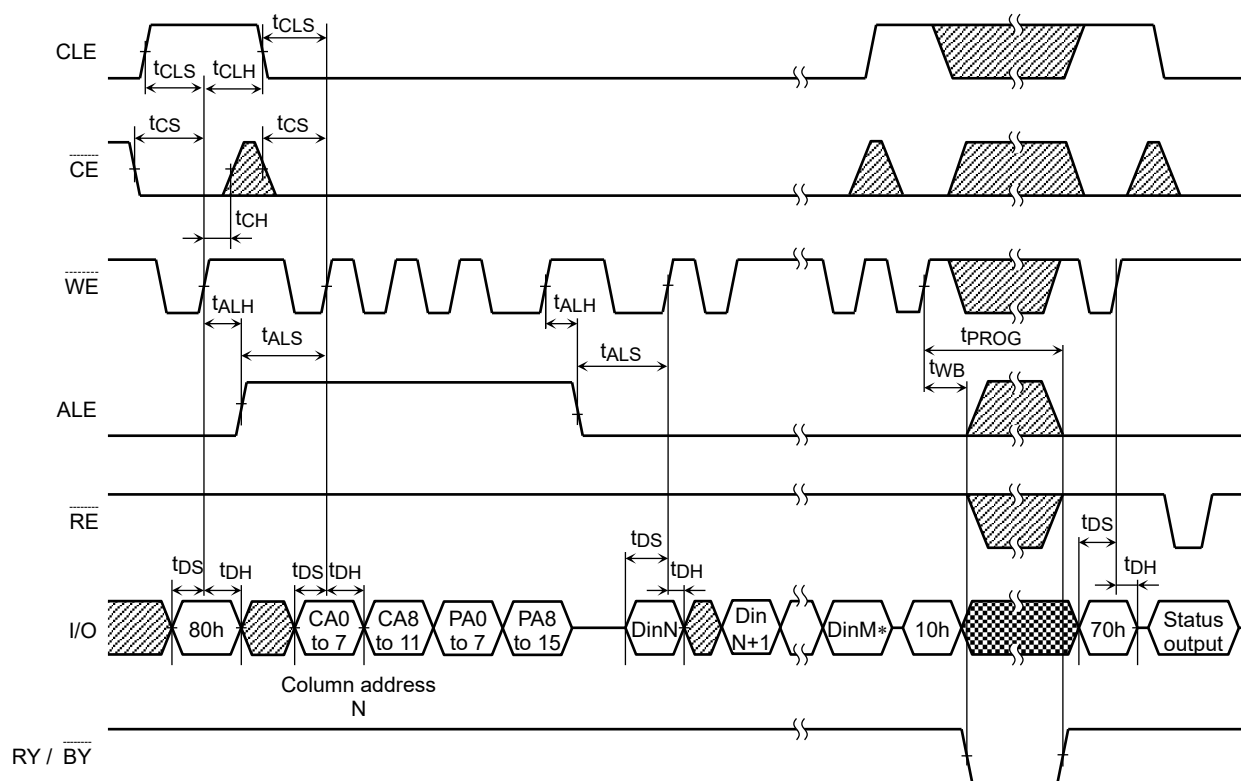 CLE
tCLS
tCLS
tCLH
CE
tCS
tCS
tCH
WE
tALH
tALS
tALH
tALS
tPROG
tWB
ALE
RE
tDS
tDH
tDS
tDH
tDS
tDH
tDS
tDH
I/O
80h
CA0
to 7
CA8
to 11
PA0
to 7
PA8
to 15
DinN
Din
N+1
DinM*
10h
70h
Status
output
Column address
N
RY / BY